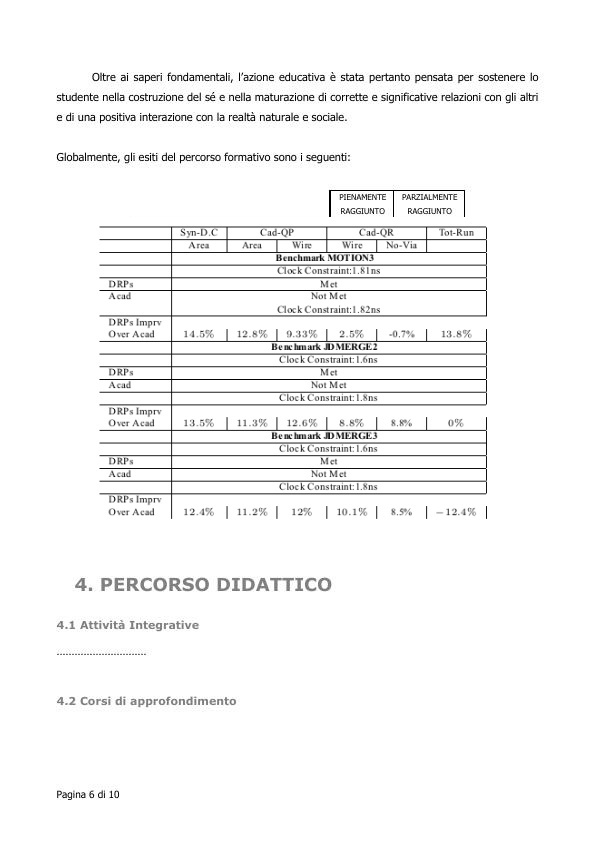 Oltre ai saperi fondamentali, l’azione educativa è stata pertanto pensata per sostenere lo
studente nella costruzione del sé e nella maturazione di corrette e significative relazioni con gli altri
e di una positiva interazione con la realtà naturale e sociale.
Globalmente, gli esiti del percorso formativo sono i seguenti:
PIENAMENTE PARZIALMENTE
RAGGIUNTO RAGGIUNTO
Syn-D.C Cad-QP Cad-QR Tot-Run
Area Area Wire Wire No-Via
Benchmark MOTION3
Clock Constraint:1.81ns
DRPs Met
Acad Not Met
Clock Constraint:1.82ns
DRPs Imprv
Over Acad 14.5% 12.8% 9.33% 2.5% -0.7% 13.8%
Benchmark JDMERGE2
Clock Constraint:1.6ns
DRPs Met
Acad Not Met
Clock Constraint:1.8ns
DRPs Imprv
Over Acad 13.5% 11.3% 12.6% 8.8% 8.8% 0%
Benchmark JDMERGE3
Clock Constraint:1.6ns
DRPs Met
Acad Not Met
Clock Constraint:1.8ns
DRPs Imprv
Over Acad 12.4% 11.2% 12% 10.1% 8.5% −12.4%
4. PERCORSO DIDATTICO
4.1 Attività Integrative
..............................
4.2 Corsi di approfondimento
Pagina 6 di 10